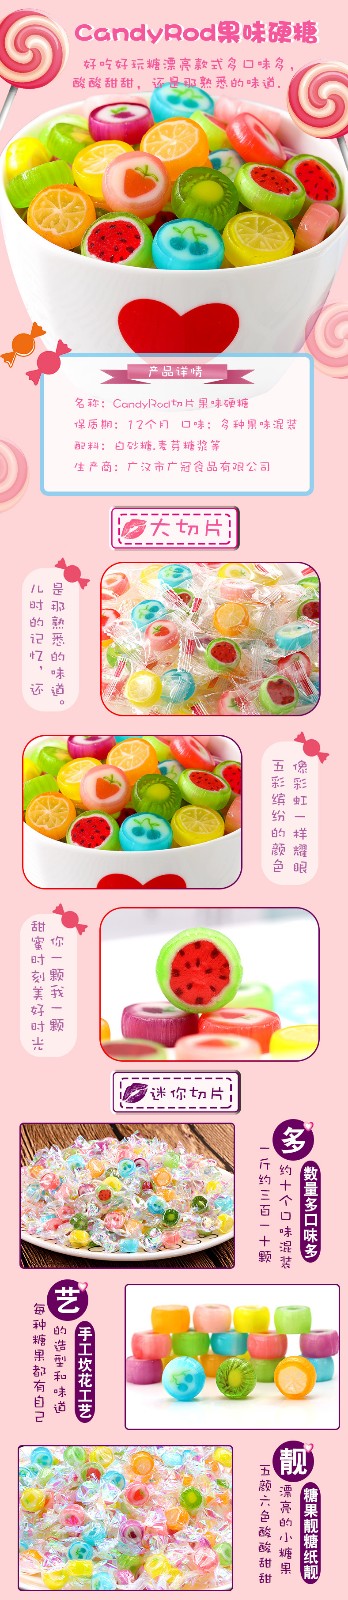 CandyRod果味硬糖
好吃好玩糖漂亮款式多口味多，
酸酸甜甜，还是那熟悉的味道.
产品详情
名称：CandyRod切片果味硬糖
保质期：12个月 口味：多种果味混装
配料：白砂糖.麦芽糖浆等
生产商：广汉市广冠食品有限公司
大切片
儿时的记忆，还
是那熟悉的味道。
像彩虹一样耀眼
五彩缤纷的颜色
你一颗我一颗
甜蜜时刻美好时光
迷你切片
多
数量多口味多
约十个口味混装
一斤约三百一十颗
艺
手工坎花工艺
每种糖果都有自己
的造型和味道
靓
糖果靓糖纸靓
漂亮的小糖果
五颜六色酸酸甜甜